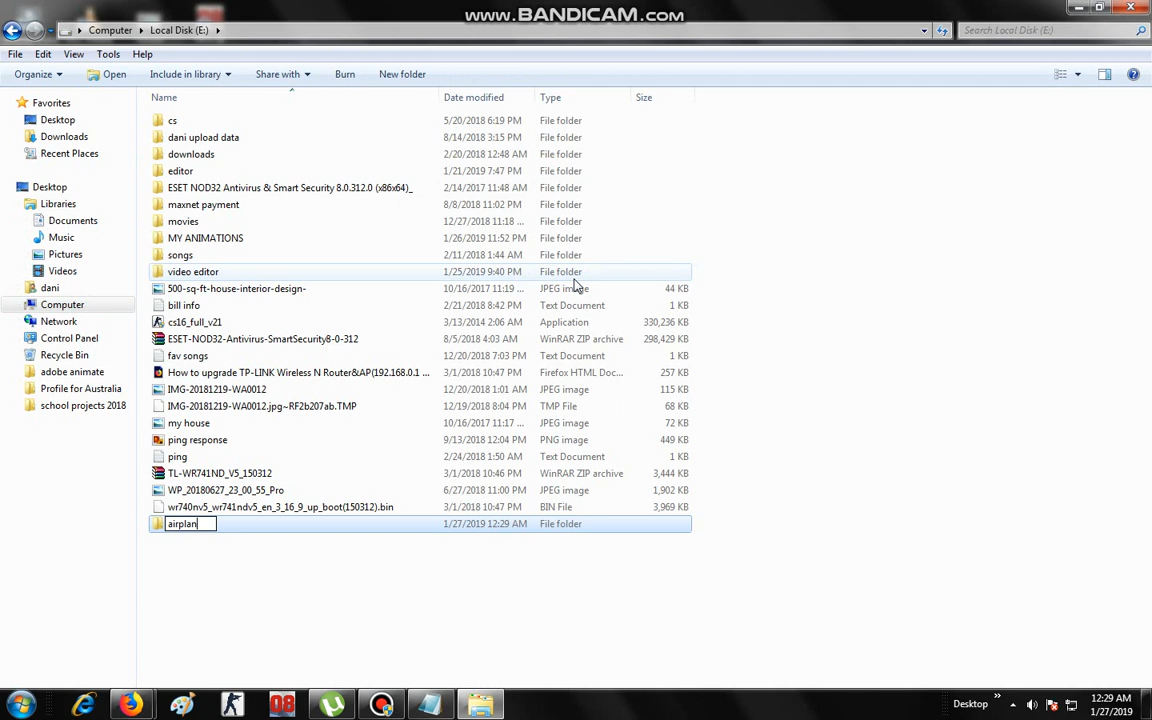 www.BANDICAM.com
Computer Local Disk (E:)
Search Local Disk (E:)
File Edit View Tools Help
Organize Open Include in library Share with Burn New folder
Name Date modified Type Size
Favorites
Desktop
Downloads
Recent Places
Desktop
Libraries
Documents
Music
Pictures
Videos
dani
Computer
Network
Control Panel
Recycle Bin
adobe animate
Profile for Australia
school projects 2018
cs 5/20/2018 6:19 PM File folder
dani upload data 8/14/2018 3:15 PM File folder
downloads 2/20/2018 12:48 AM File folder
editor 1/21/2019 7:47 PM File folder
ESET NOD32 Antivirus & Smart Security 8.0.312.0 (x86x64)_ 2/14/2017 11:48 AM File folder
maxnet payment 8/8/2018 11:02 PM File folder
movies 12/27/2018 11:18 ... File folder
MY ANIMATIONS 1/26/2019 11:52 PM File folder
songs 2/11/2018 1:44 AM File folder
video editor 1/25/2019 9:40 PM File folder
500-sq-ft-house-interior-design- 10/16/2017 11:19 ... JPEG image 44 KB
bill info 2/21/2018 8:42 PM Text Document 1 KB
cs16_full_v21 3/13/2014 2:06 AM Application 330,236 KB
ESET-NOD32-Antivirus-SmartSecurity8-0-312 8/5/2018 4:03 AM WinRAR ZIP archive 298,429 KB
fav songs 12/20/2018 7:03 PM Text Document 1 KB
How to upgrade TP-LINK Wireless N Router&AP(192.168.0.1 ... 3/1/2018 10:47 PM Firefox HTML Doc... 257 KB
IMG-20181219-WA0012 12/20/2018 1:01 AM JPEG image 115 KB
IMG-20181219-WA0012.jpg~RF2b207ab.TMP 12/19/2018 8:04 PM TMP File 68 KB
my house 10/16/2017 11:17 ... JPEG image 72 KB
ping response 9/13/2018 12:04 PM PNG image 449 KB
ping 2/24/2018 1:50 AM Text Document 1 KB
TL-WR741ND_V5_150312 3/1/2018 10:46 PM WinRAR ZIP archive 3,444 KB
WP_20180627_23_00_55_Pro 6/27/2018 11:00 PM JPEG image 1,902 KB
wr740nv5_wr741ndv5_en_3_16_9_up_boot(150312).bin 3/1/2018 10:47 PM BIN File 3,969 KB
airplan 1/27/2019 12:29 AM File folder
08
Desktop
12:29 AM
1/27/2019